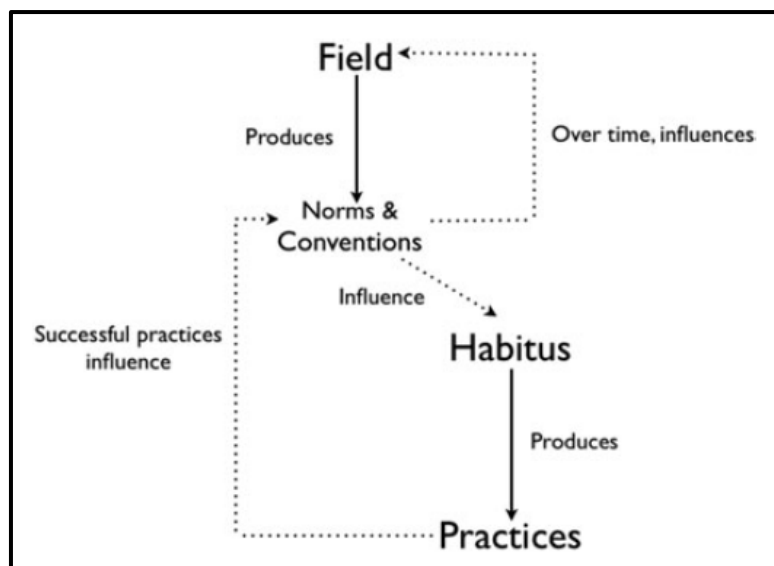 Field
Produces
Over time, influences
Norms &
Conventions
Influence
Successful practices
influence
Habitus
Produces
Practices